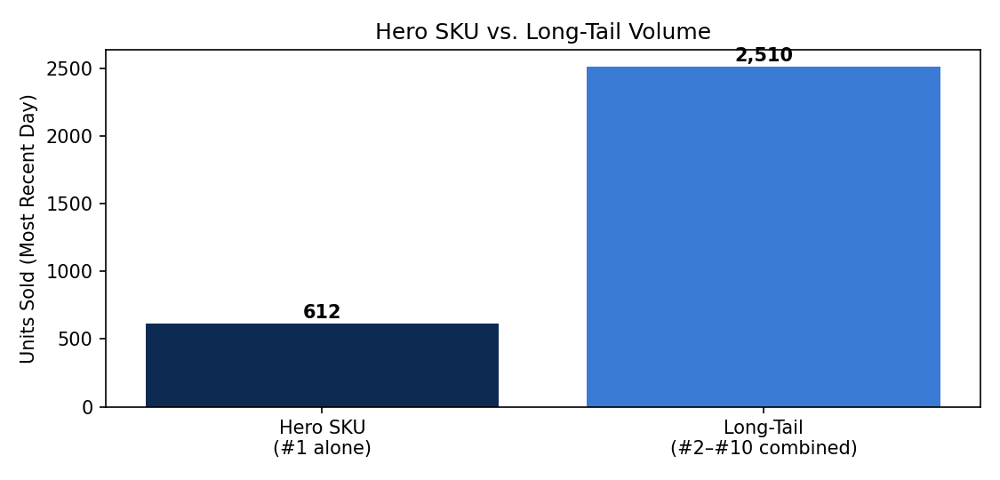 Hero SKU vs. Long-Tail Volume
Units Sold (Most Recent Day)
2500
2000
1500
1000
500
0
612
2,510
Hero SKU
(#1 alone)
Long-Tail
(#2–#10 combined)